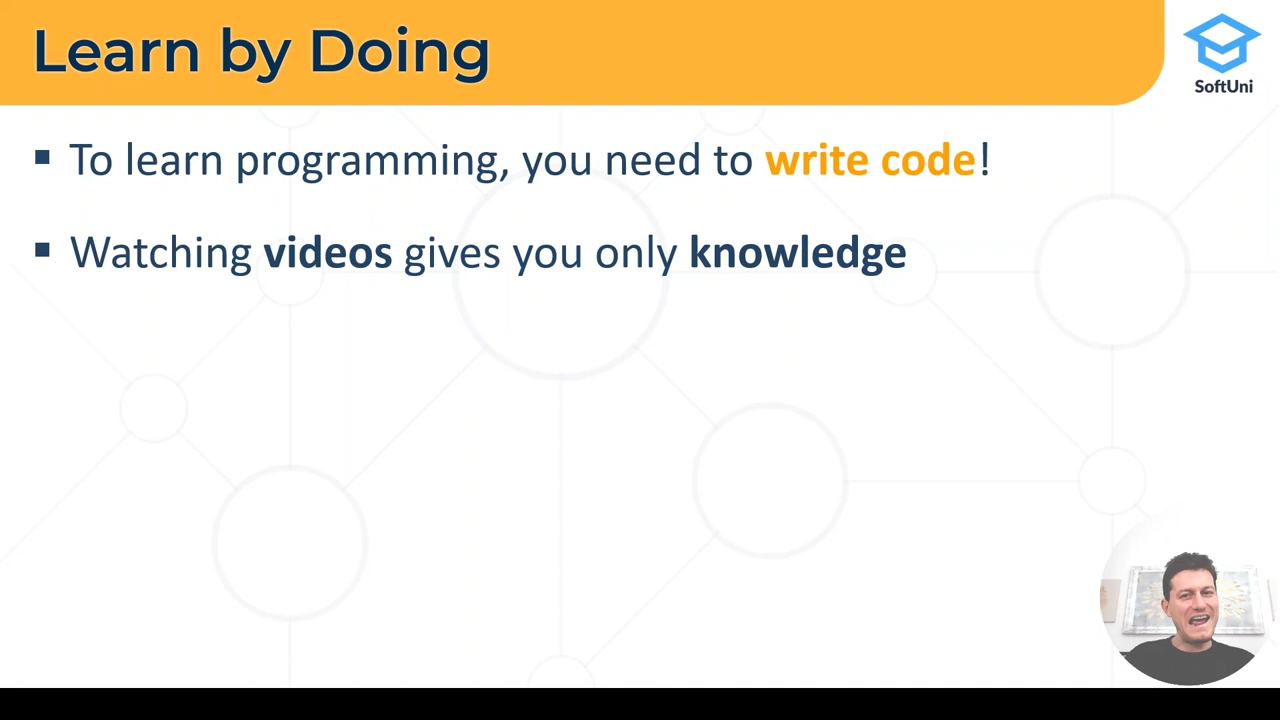 Learn by Doing
SoftUni
To learn programming, you need to write code!
Watching videos gives you only knowledge